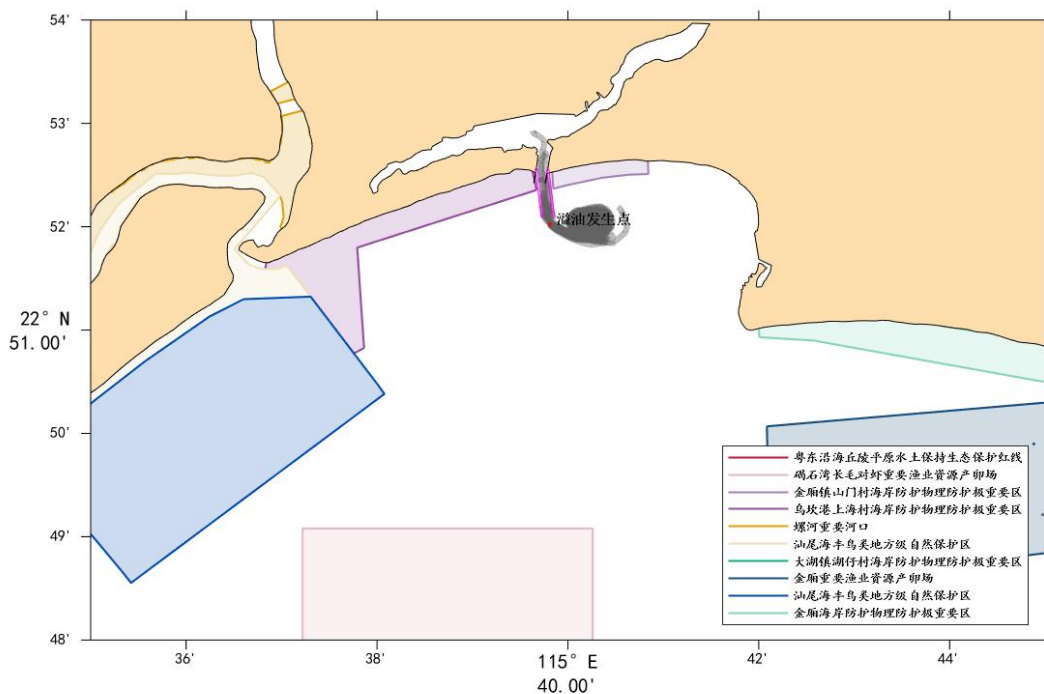 54'
53'
52'
22° N
51.00'
50'
49'
48'
溢油发生点
粤东沿海丘陵平原水土保持生态保护红线
碣石湾长毛对虾重要渔业资源产卵场
金厢镇山门村海岸防护物理防护极重要区
乌坎港上海村海岸防护物理防护极重要区
螺河重要河口
汕尾海丰鸟类地方级自然保护区
大湖镇湖仔村海岸防护物理防护极重要区
金厢重要渔业资源产卵场
汕尾海丰鸟类地方级自然保护区
金厢海岸防护物理防护极重要区
36'
38'
115° E
40.00'
42'
44'